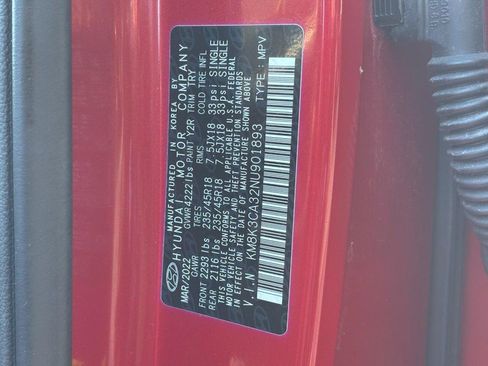 MANUFACTURED IN KOREA BY
HYUNDAI MOTOR COMPANY
MAR/2022 GVWR 4222 lbs PAINT Y2R TRIM TRY
GAWR TIRES RIMS COLD TIRE INFL
FRONT 2293 lbs 235/45R18 7.5JX18 33psi SINGLE
REAR 2116 lbs 235/45R18 7.5JX18 33psi SINGLE
THIS VEHICLE CONFORMS TO ALL APPLICABLE U.S. FEDERAL
MOTOR VEHICLE SAFETY, BUMPER, AND THEFT PREVENTION STANDARDS
IN EFFECT ON THE DATE OF MANUFACTURE SHOWN ABOVE.
V.I.N KM8K3CA32NU901893 TYPE: MPV